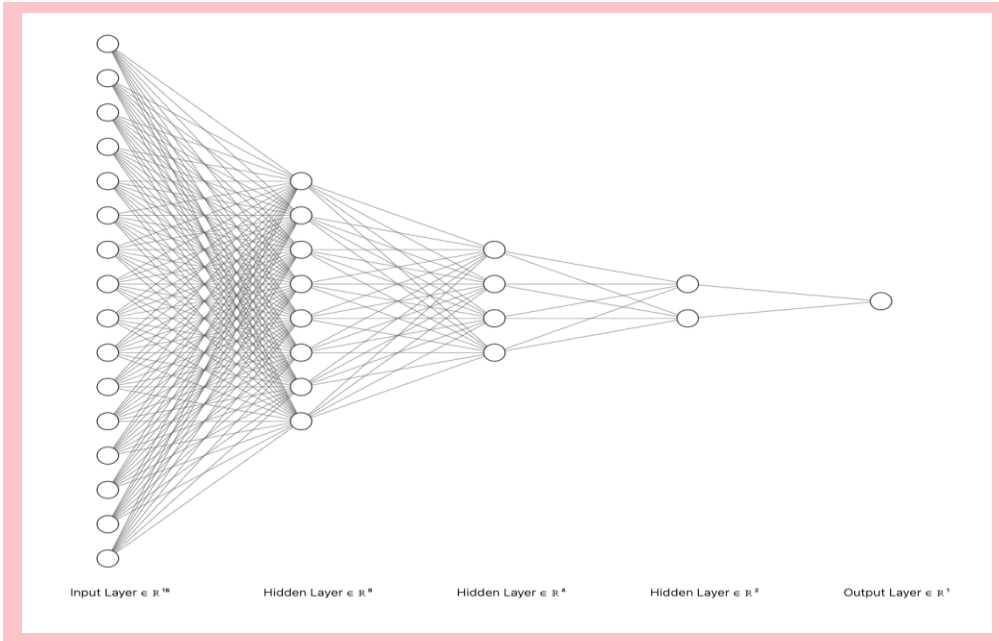 Input Layer ∈ ℝ¹⁶ Hidden Layer ∈ ℝ⁸ Hidden Layer ∈ ℝ⁴ Hidden Layer ∈ ℝ² Output Layer ∈ ℝ¹